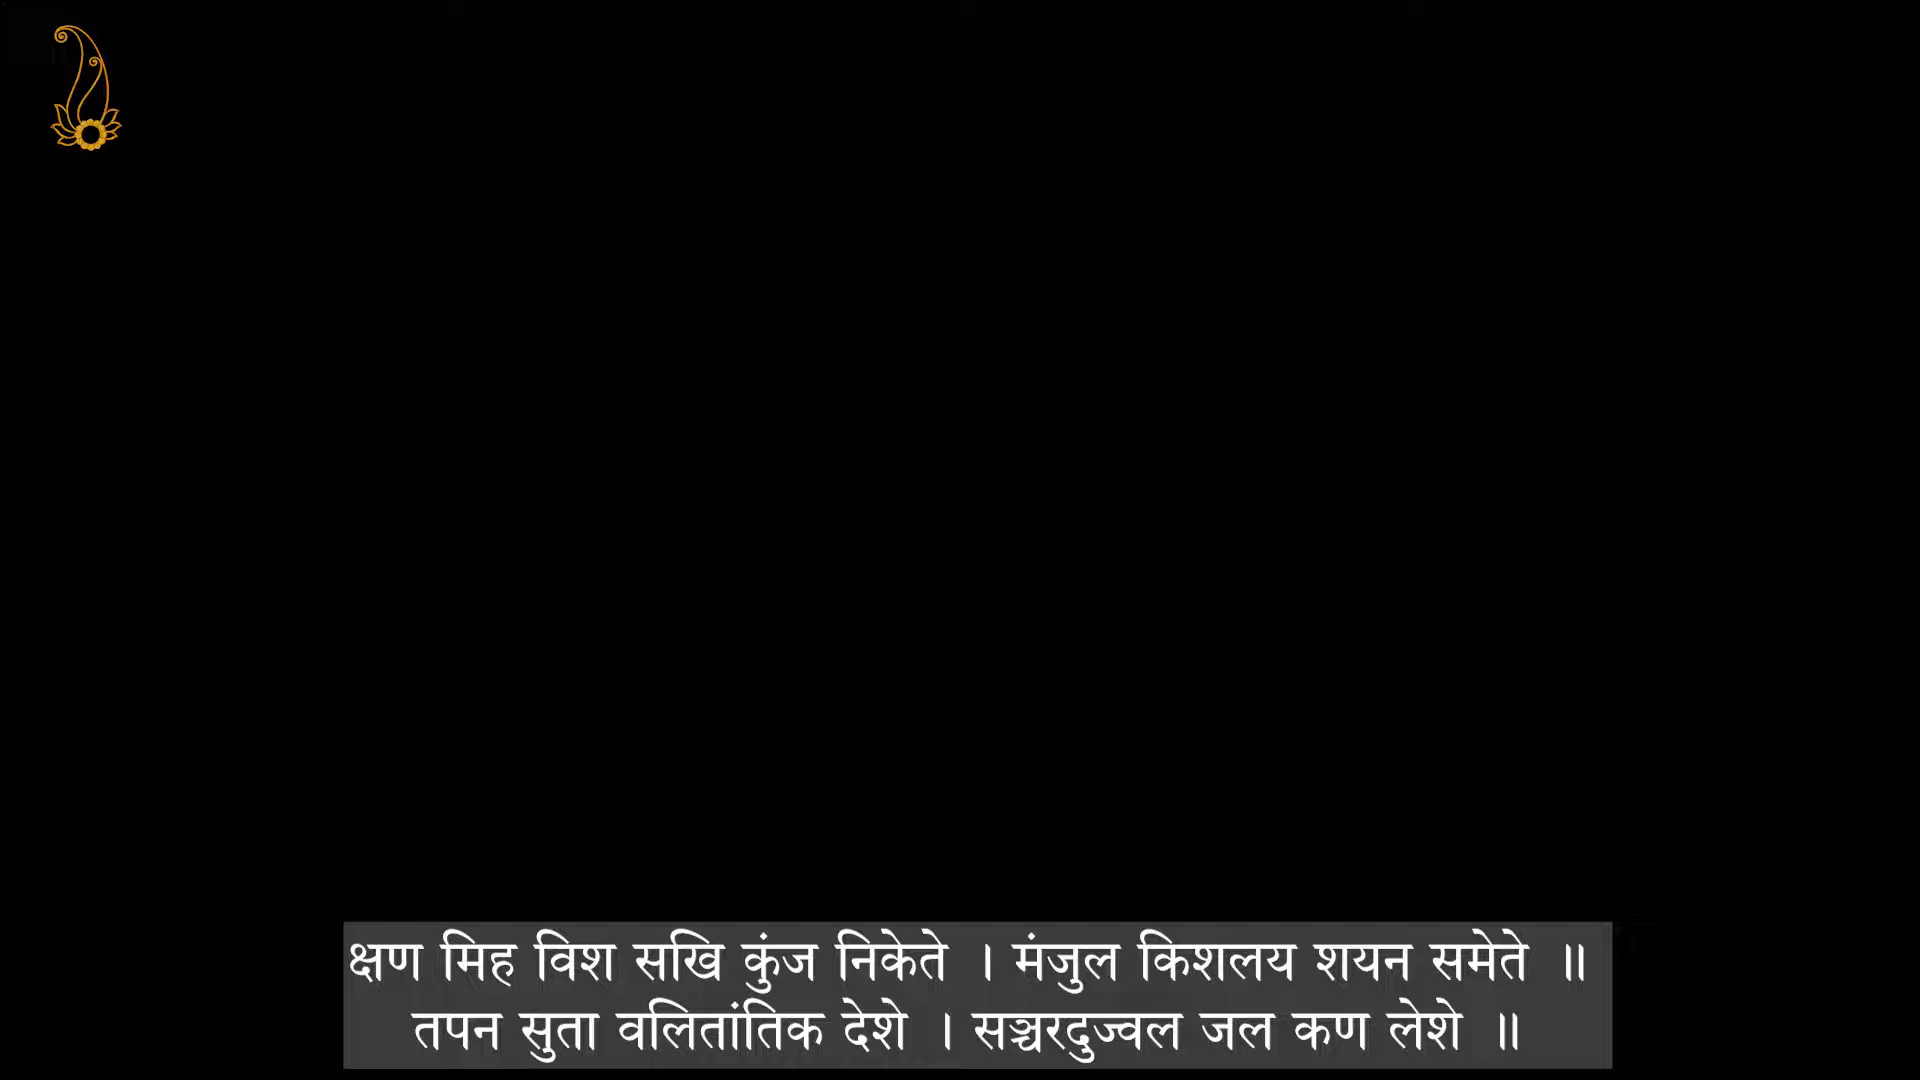 क्षण मिह विश सखि कुंज निकेते । मंजुल किशलय शयन समेते ॥
तपन सुता वलितांतिक देशे । सञ्चरदुज्वल जल कण लेशे ॥